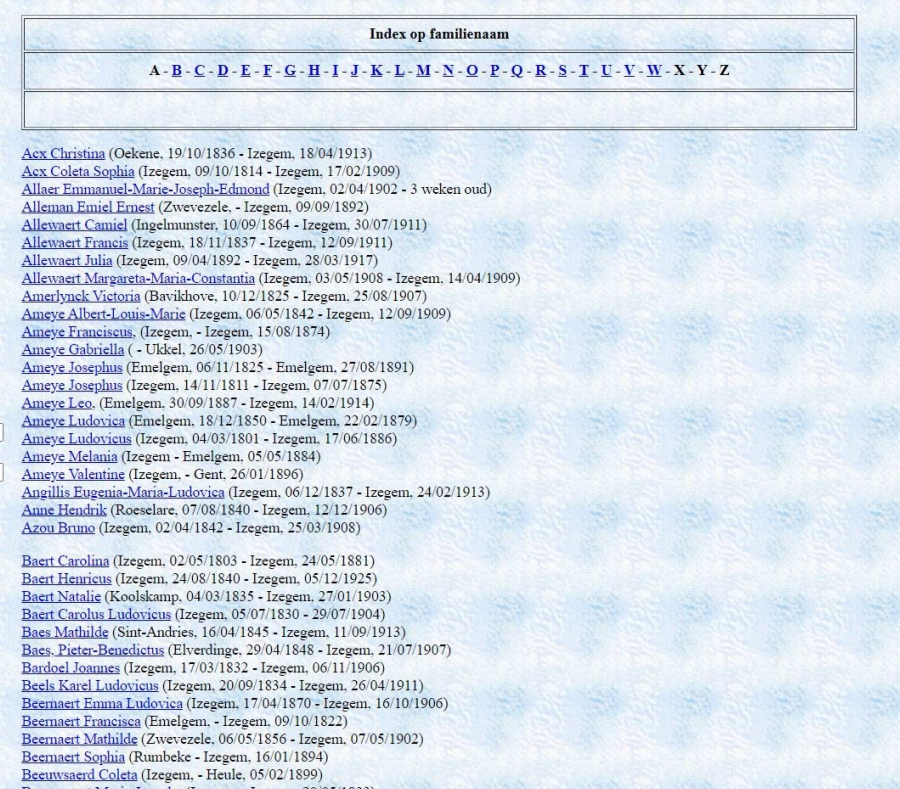 Index op familienaam
A - B - C - D - E - F - G - H - I - J - K - L - M - N - O - P - Q - R - S - T - U - V - W - X - Y - Z
Acx Christina (Oekene, 19/10/1836 - Izegem, 18/04/1913)
Acx Coleta Sophia (Izegem, 09/10/1814 - Izegem, 17/02/1909)
Allaer Emmanuel-Marie-Joseph-Edmond (Izegem, 02/04/1902 - 3 weken oud)
Alleman Emiel Ernest (Zwevezele, - Izegem, 09/09/1892)
Allewaert Camiel (Ingelmunster, 10/09/1864 - Izegem, 30/07/1911)
Allewaert Francis (Izegem, 18/11/1837 - Izegem, 12/09/1911)
Allewaert Julia (Izegem, 09/04/1892 - Izegem, 28/03/1917)
Allewaert Margareta-Maria-Constantia (Izegem, 03/05/1908 - Izegem, 14/04/1909)
Amerlynck Victoria (Bavikhove, 10/12/1825 - Izegem, 25/08/1907)
Ameye Albert-Louis-Marie (Izegem, 06/05/1842 - Izegem, 12/09/1909)
Ameye Franciscus, (Izegem, - Izegem, 15/08/1874)
Ameye Gabriella ( - Ukkel, 26/05/1903)
Ameye Josephus (Emelgem, 06/11/1825 - Emelgem, 27/08/1891)
Ameye Josephus (Izegem, 14/11/1811 - Izegem, 07/07/1875)
Ameye Leo, (Emelgem, 30/09/1887 - Izegem, 14/02/1914)
Ameye Ludovica (Emelgem, 18/12/1850 - Emelgem, 22/02/1879)
Ameye Ludovicus (Izegem, 04/03/1801 - Izegem, 17/06/1886)
Ameye Melania (Izegem - Emelgem, 05/05/1884)
Ameye Valentine (Izegem, - Gent, 26/01/1896)
Angillis Eugenia-Maria-Ludovica (Izegem, 06/12/1837 - Izegem, 24/02/1913)
Anne Hendrik (Roeselare, 07/08/1840 - Izegem, 12/12/1906)
Azou Bruno (Izegem, 02/04/1842 - Izegem, 25/03/1908)
Baert Carolina (Izegem, 02/05/1803 - Izegem, 24/05/1881)
Baert Henricus (Izegem, 24/08/1840 - Izegem, 05/12/1925)
Baert Natalie (Koolskamp, 04/03/1835 - Izegem, 27/01/1903)
Baert Carolus Ludovicus (Izegem, 05/07/1830 - 29/07/1904)
Baes Mathilde (Sint-Andries, 16/04/1845 - Izegem, 11/09/1913)
Baes, Pieter-Benedictus (Elverdinge, 29/04/1848 - Izegem, 21/07/1907)
Bardoel Joannes (Izegem, 17/03/1832 - Izegem, 06/11/1906)
Beels Karel Ludovicus (Izegem, 20/09/1834 - Izegem, 26/04/1911)
Beernaert Emma Ludovica (Izegem, 17/04/1870 - Izegem, 16/10/1906)
Beernaert Francisca (Emelgem, - Izegem, 09/10/1822)
Beernaert Mathilde (Zwevezele, 06/05/1856 - Izegem, 07/05/1902)
Beernaert Sophia (Rumbeke - Izegem, 16/01/1894)
Beeuwsaerd Coleta (Izegem, - Heule, 05/02/1899)